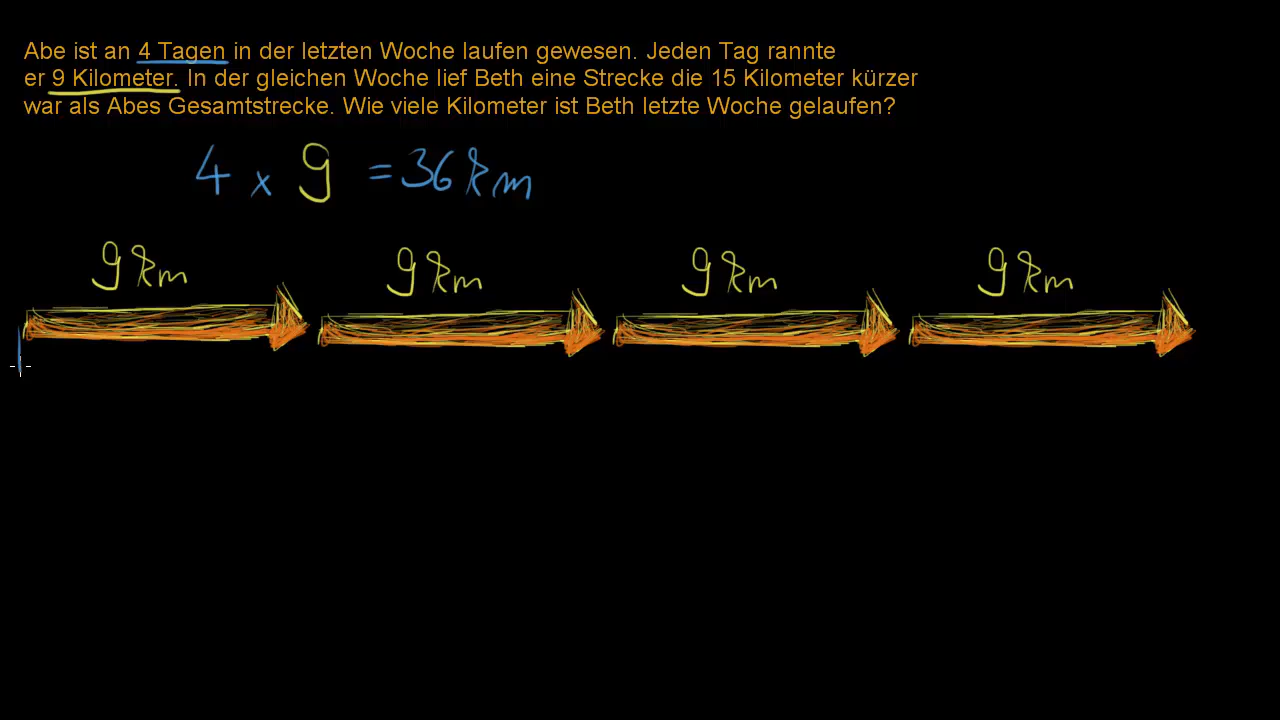 Abe ist an 4 Tagen in der letzten Woche laufen gewesen. Jeden Tag rannte
er 9 Kilometer. In der gleichen Woche lief Beth eine Strecke die 15 Kilometer kürzer
war als Abes Gesamtstrecke. Wie viele Kilometer ist Beth letzte Woche gelaufen?
4 x 9 = 36 km
9 km 9 km 9 km 9 km